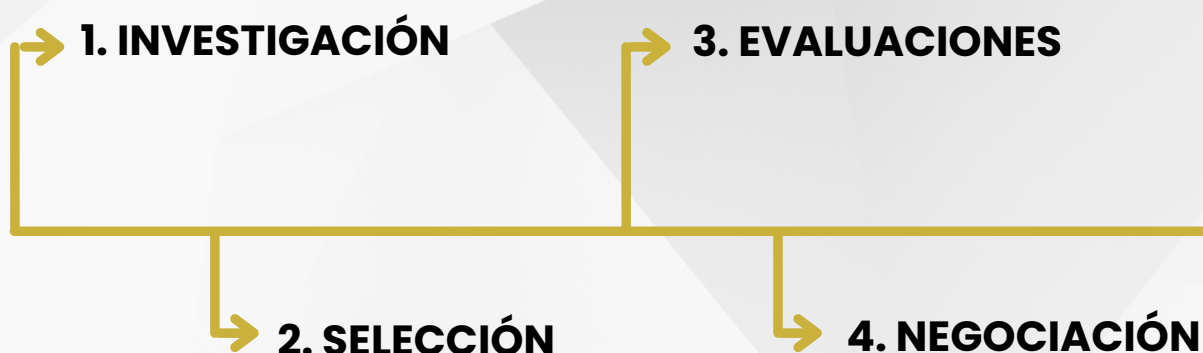 1. INVESTIGACIÓN
2. SELECCIÓN
3. EVALUACIONES
4. NEGOCIACIÓN